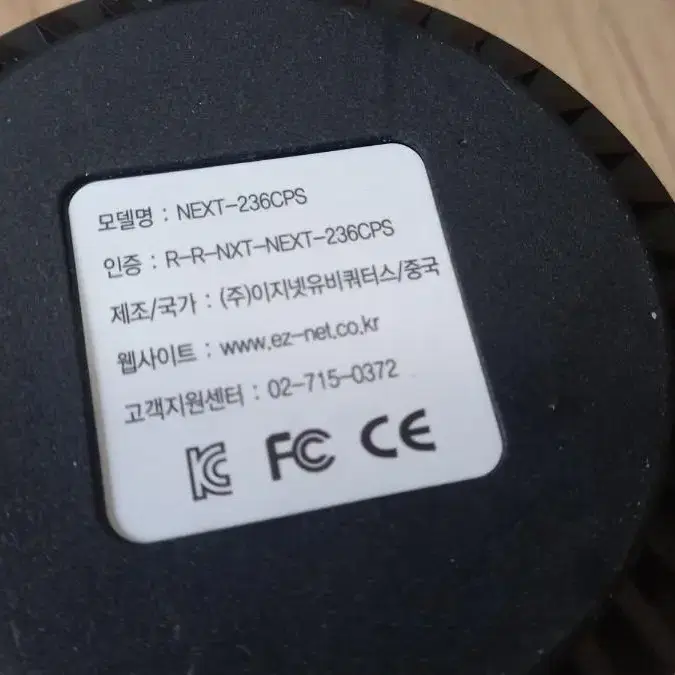 모델명 : NEXT-236CPS
인증 : R-R-NXT-NEXT-236CPS
제조/국가 : (주)이지넷유비쿼터스/중국
웹사이트 : www.ez-net.co.kr
고객지원센터 : 02-715-0372
KC FC CE